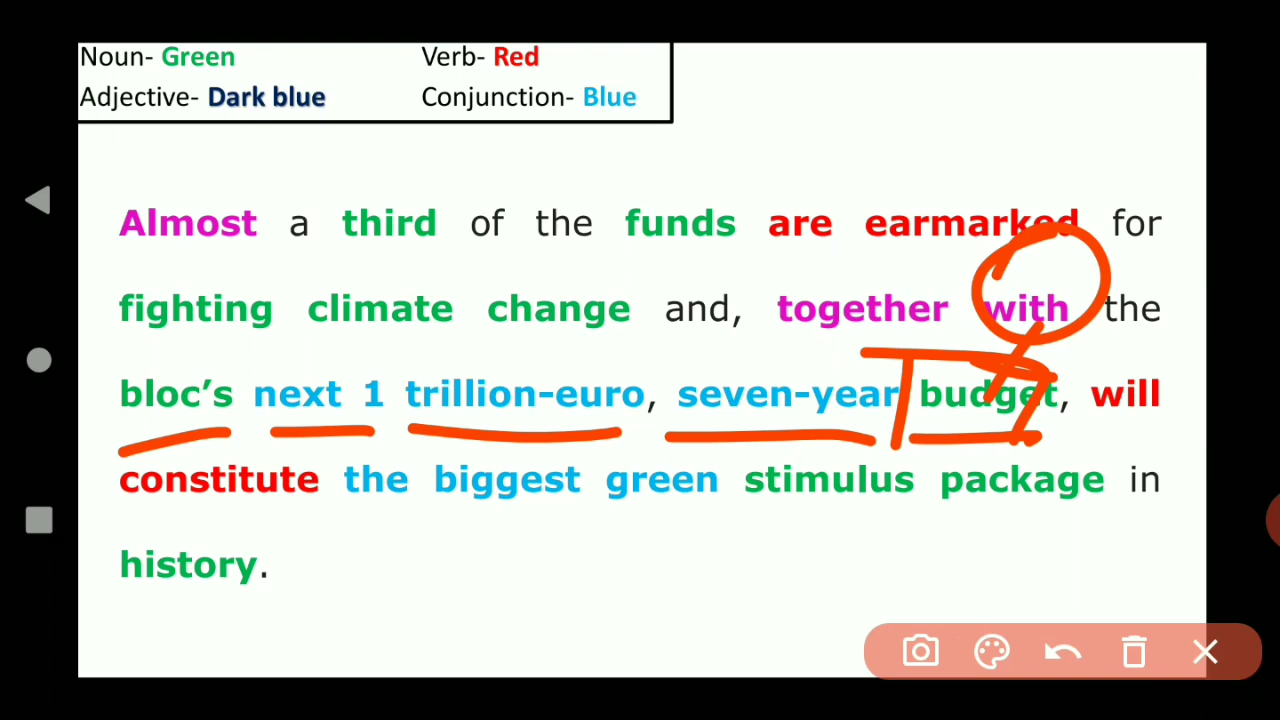 Noun- Green Verb- Red
Adjective- Dark blue Conjunction- Blue
Almost a third of the funds are earmarked for
fighting climate change and, together with the
bloc’s next 1 trillion-euro, seven-year budget, will
constitute the biggest green stimulus package in
history.